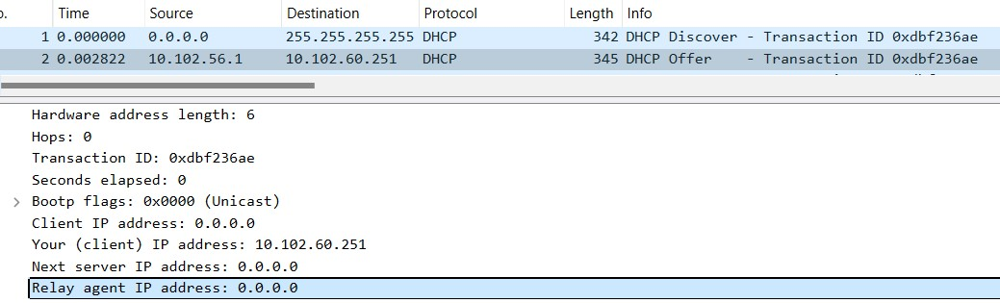 o. Time Source Destination Protocol Length Info
1 0.000000 0.0.0.0 255.255.255.255 DHCP 342 DHCP Discover - Transaction ID 0xdbf236ae
2 0.002822 10.102.56.1 10.102.60.251 DHCP 345 DHCP Offer - Transaction ID 0xdbf236ae
Hardware address length: 6
Hops: 0
Transaction ID: 0xdbf236ae
Seconds elapsed: 0
Bootp flags: 0x0000 (Unicast)
Client IP address: 0.0.0.0
Your (client) IP address: 10.102.60.251
Next server IP address: 0.0.0.0
Relay agent IP address: 0.0.0.0